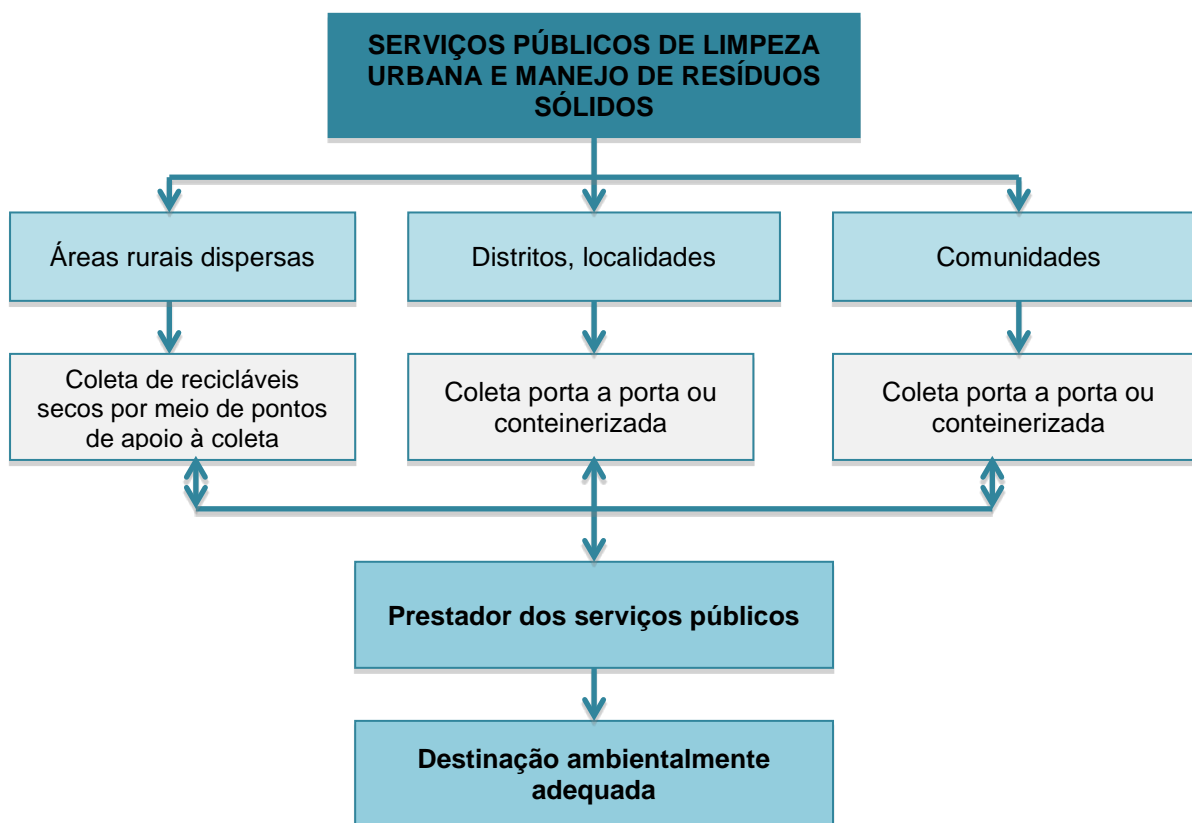 SERVIÇOS PÚBLICOS DE LIMPEZA
URBANA E MANEJO DE RESÍDUOS
SÓLIDOS
Áreas rurais dispersas
Distritos, localidades
Comunidades
Coleta de recicláveis
secos por meio de pontos
de apoio à coleta
Coleta porta a porta ou
conteinerizada
Coleta porta a porta ou
conteinerizada
Prestador dos serviços públicos
Destinação ambientalmente
adequada